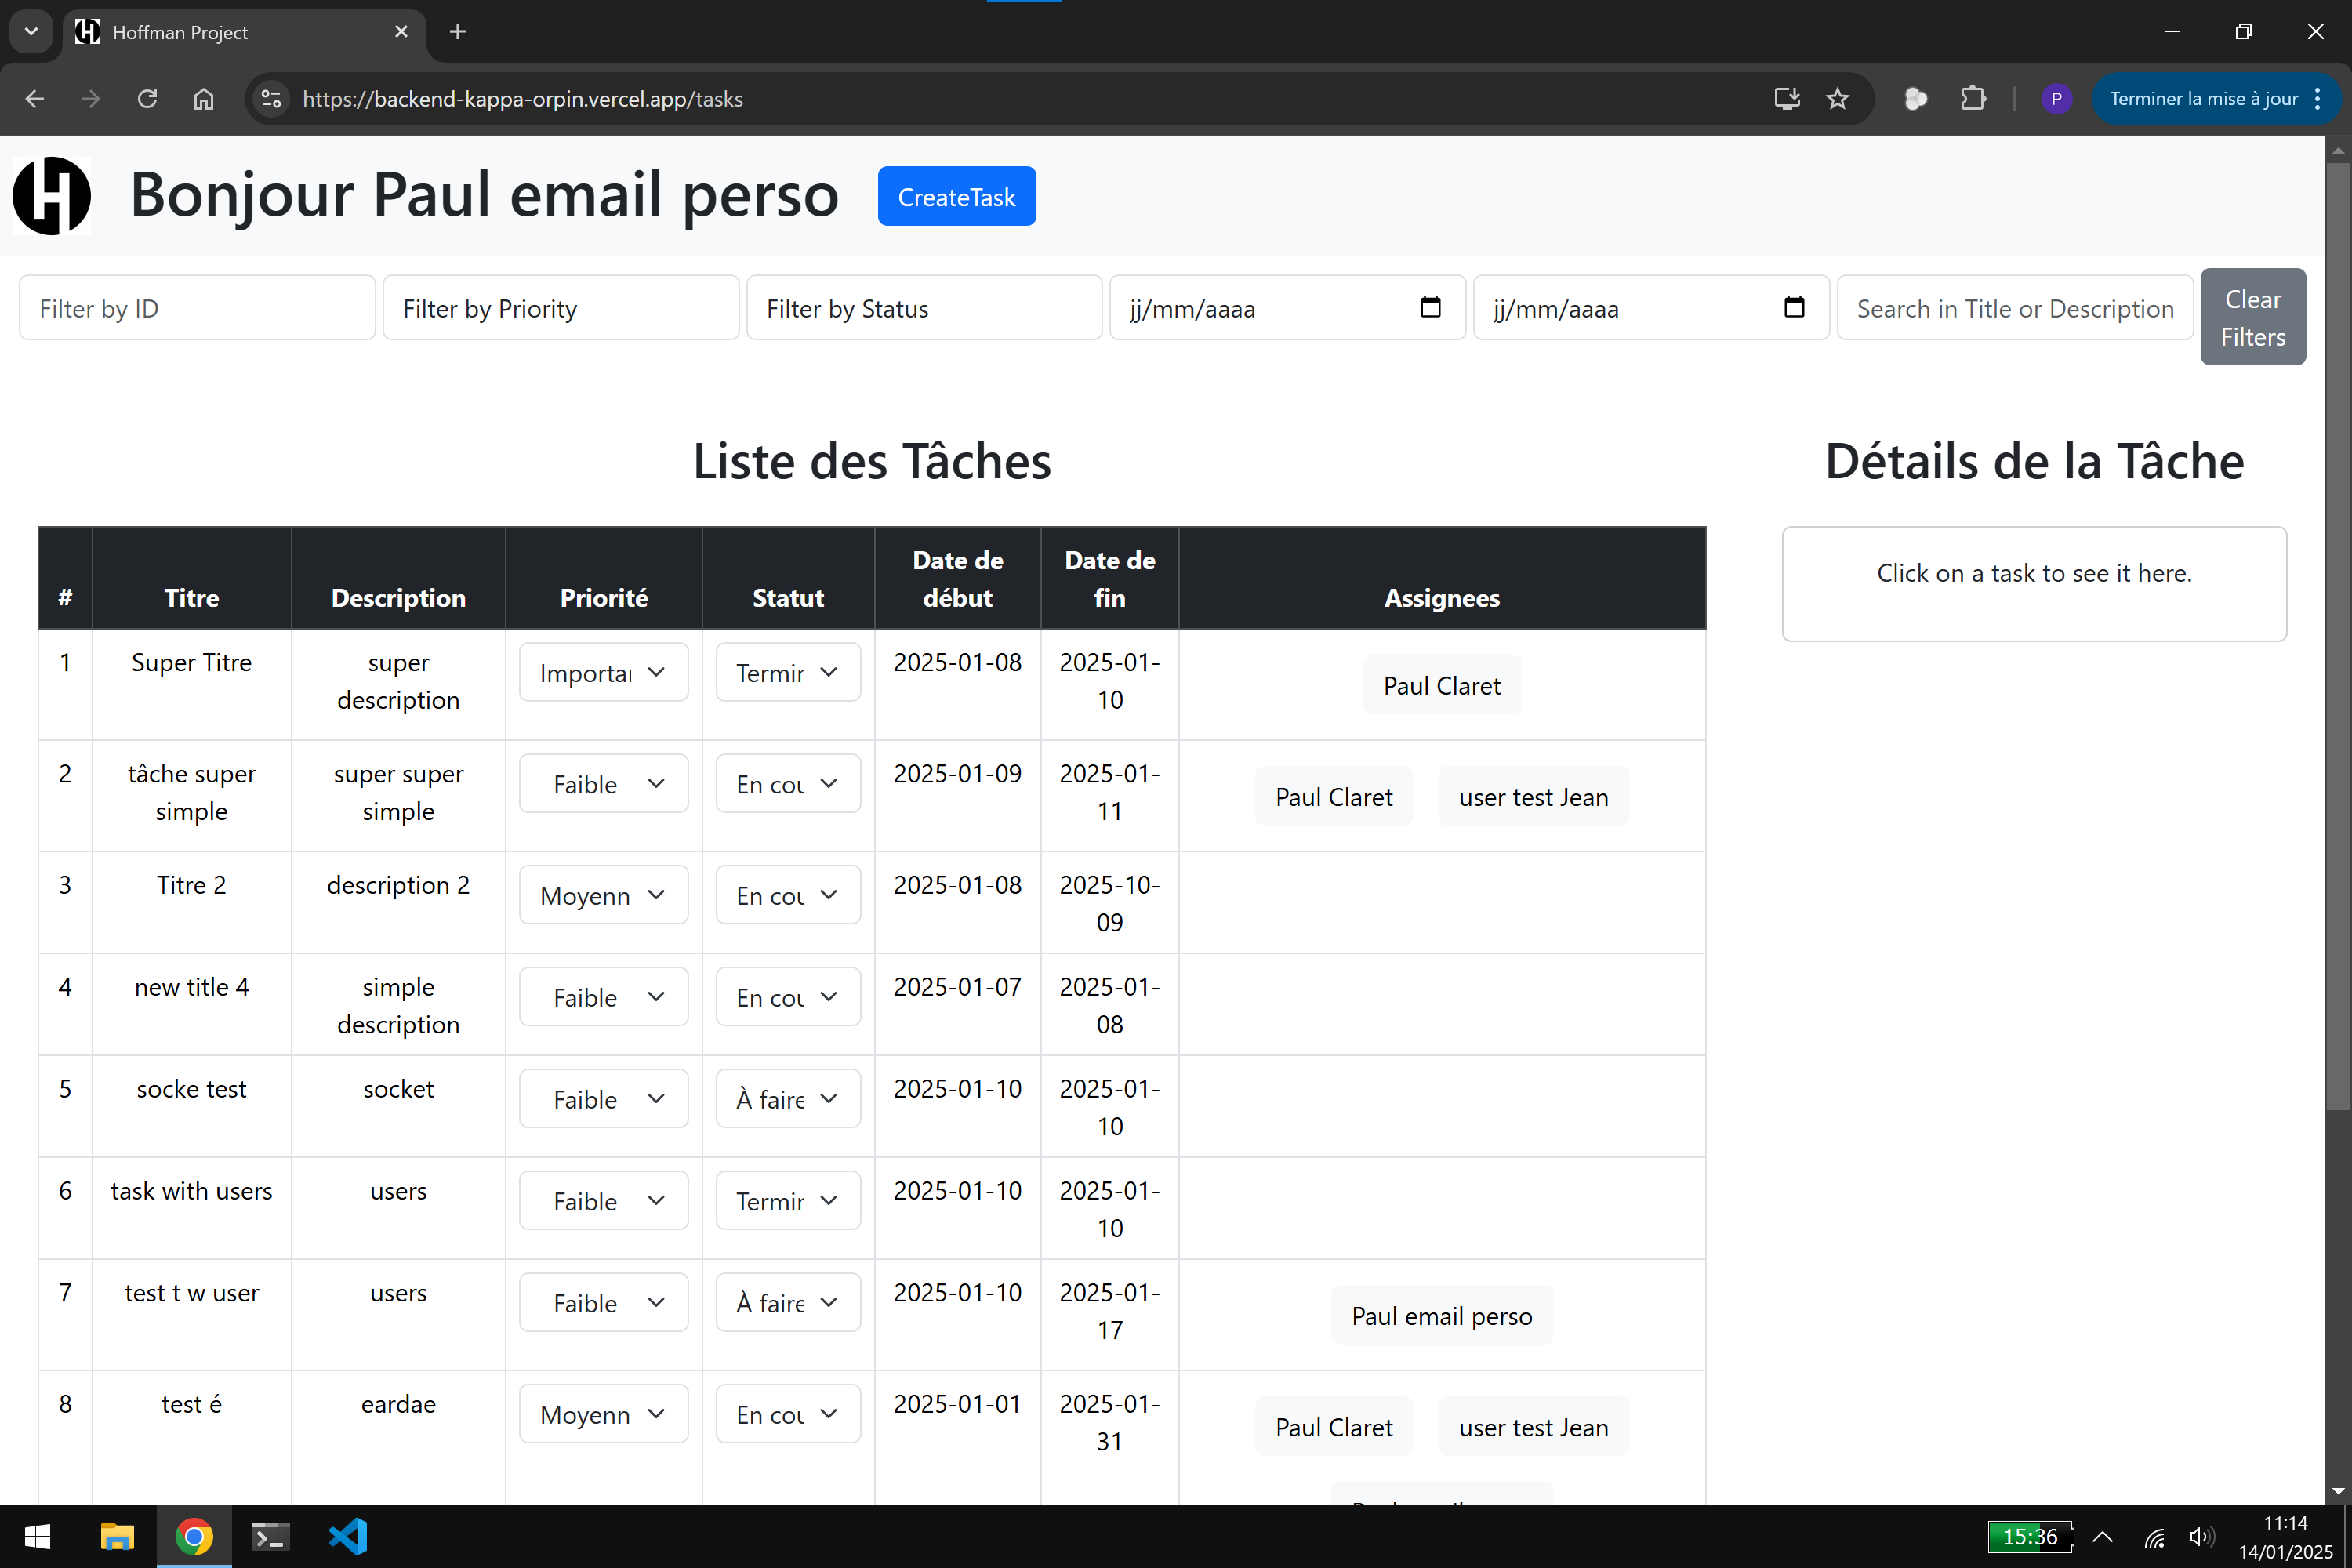 Hoffman Project
https://backend-kappa-orpin.vercel.app/tasks
P
Terminer la mise à jour
H
Bonjour Paul email perso
CreateTask
Filter by ID
Filter by Priority
Filter by Status
jj/mm/aaaa
jj/mm/aaaa
Search in Title or Description
Clear
Filters
Liste des Tâches
Détails de la Tâche
Click on a task to see it here.
# Titre Description Priorité Statut Date de début Date de fin Assignees
1 Super Titre super description Importa Termir 2025-01-08 2025-01-10 Paul Claret
2 tâche super simple super super simple Faible En cou 2025-01-09 2025-01-11 Paul Claret user test Jean
3 Titre 2 description 2 Moyenn En cou 2025-01-08 2025-10-09
4 new title 4 simple description Faible En cou 2025-01-07 2025-01-08
5 socke test socket Faible À faire 2025-01-10 2025-01-10
6 task with users users Faible Termir 2025-01-10 2025-01-10
7 test t w user users Faible À faire 2025-01-10 2025-01-17 Paul email perso
8 test é eardae Moyenn En cou 2025-01-01 2025-01-31 Paul Claret user test Jean
15:36
11:14
14/01/2025